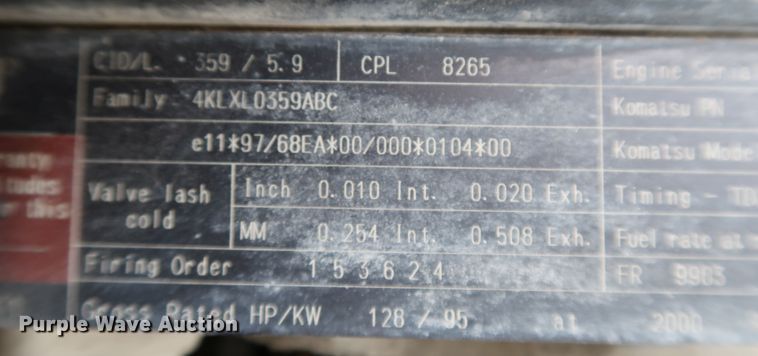 CID/L. 359 / 5.9 CPL 8265 Engine Serial
Family 4KLXL0359ABC Komatsu PN
e11*97/68EA*00/000*0104*00 Komatsu Mode
Valve lash cold Inch 0.010 Int. 0.020 Exh. Timing - TD
MM 0.254 Int. 0.508 Exh. Fuel rate at
Firing Order 1 5 3 6 2 4 FR 9903
Gross Rated HP/KW 128 / 95 at 2000
Purple Wave Auction